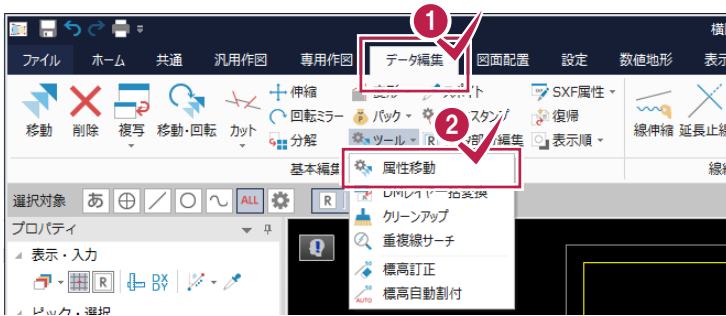 横
ファイル ホーム 共通 汎用作図 専用作図 データ編集 図面配置 設定 数値地形 表示
1
移動 削除 複写 移動・回転 カット
伸縮 SXF属性
回転ミラー パック スタンプ 復帰
分解 ツール R 編集 表示順
2
線伸縮 延長止線
基本編集 線
属性移動
DMレイヤー一括変換
クリーンアップ
重複線サーチ
標高訂正
AUTO 標高自動割付
選択対象 あ ALL R
プロパティ
表示・入力
R DX DY
ピック・選択